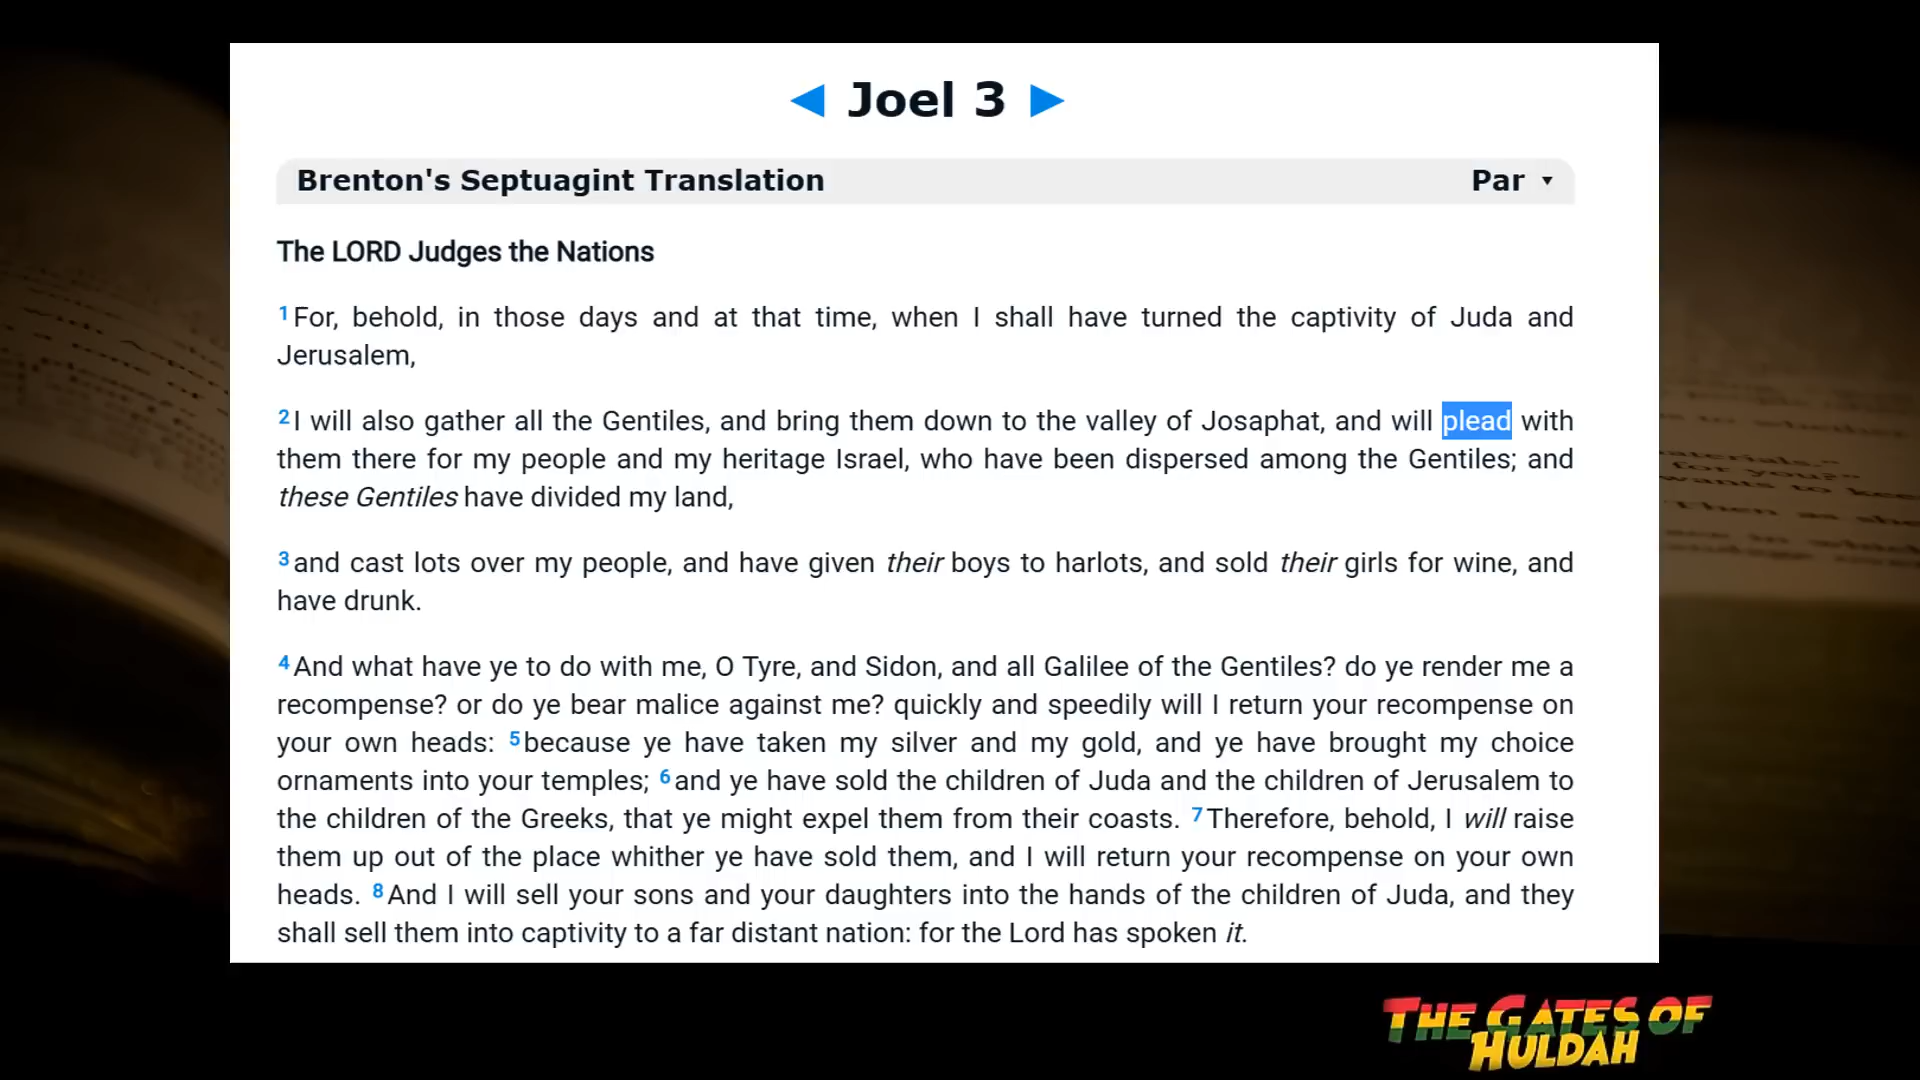 ◀ Joel 3 ▶
Brenton's Septuagint Translation Par ▼
The LORD Judges the Nations
1 For, behold, in those days and at that time, when I shall have turned the captivity of Juda and
Jerusalem,
2 I will also gather all the Gentiles, and bring them down to the valley of Josaphat, and will plead with
them there for my people and my heritage Israel, who have been dispersed among the Gentiles; and
these Gentiles have divided my land,
3 and cast lots over my people, and have given their boys to harlots, and sold their girls for wine, and
have drunk.
4 And what have ye to do with me, O Tyre, and Sidon, and all Galilee of the Gentiles? do ye render me a
recompense? or do ye bear malice against me? quickly and speedily will I return your recompense on
your own heads: 5 because ye have taken my silver and my gold, and ye have brought my choice
ornaments into your temples; 6 and ye have sold the children of Juda and the children of Jerusalem to
the children of the Greeks, that ye might expel them from their coasts. 7 Therefore, behold, I will raise
them up out of the place whither ye have sold them, and I will return your recompense on your own
heads. 8 And I will sell your sons and your daughters into the hands of the children of Juda, and they
shall sell them into captivity to a far distant nation: for the Lord has spoken it.
THE GATES OF
HULDAH